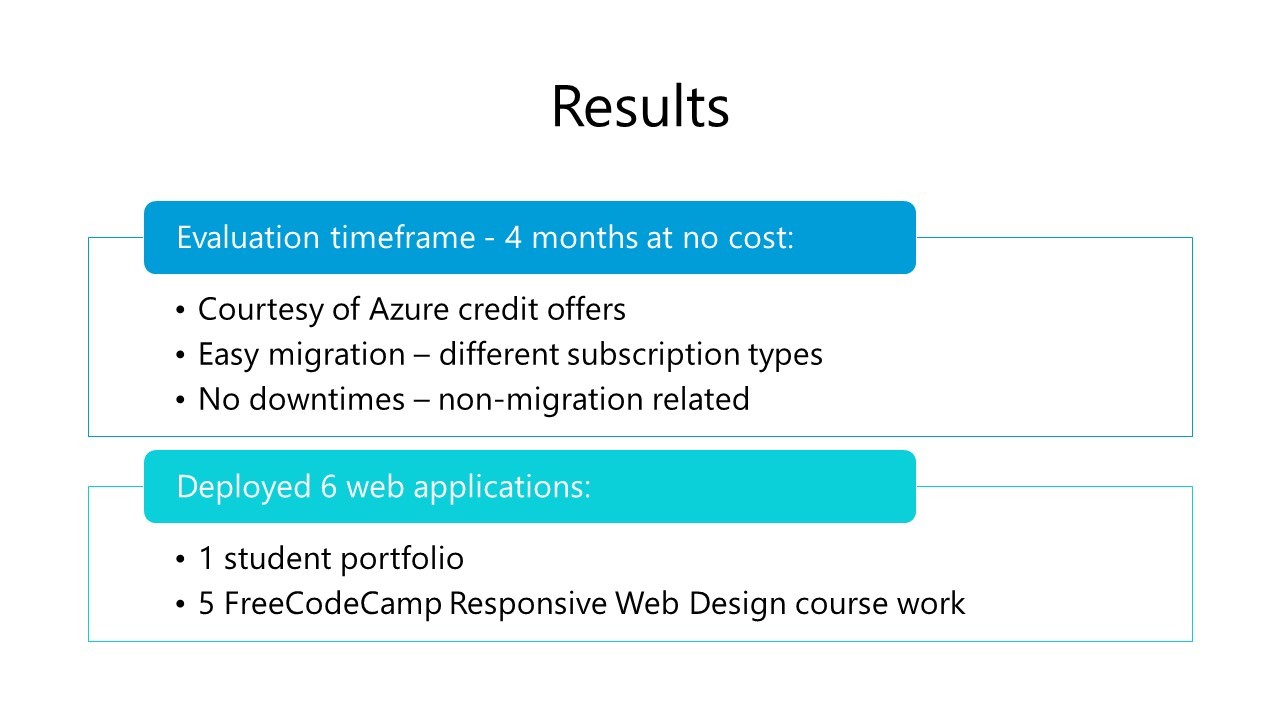 Results
Evaluation timeframe - 4 months at no cost:
• Courtesy of Azure credit offers
• Easy migration – different subscription types
• No downtimes – non-migration related
Deployed 6 web applications:
• 1 student portfolio
• 5 FreeCodeCamp Responsive Web Design course work